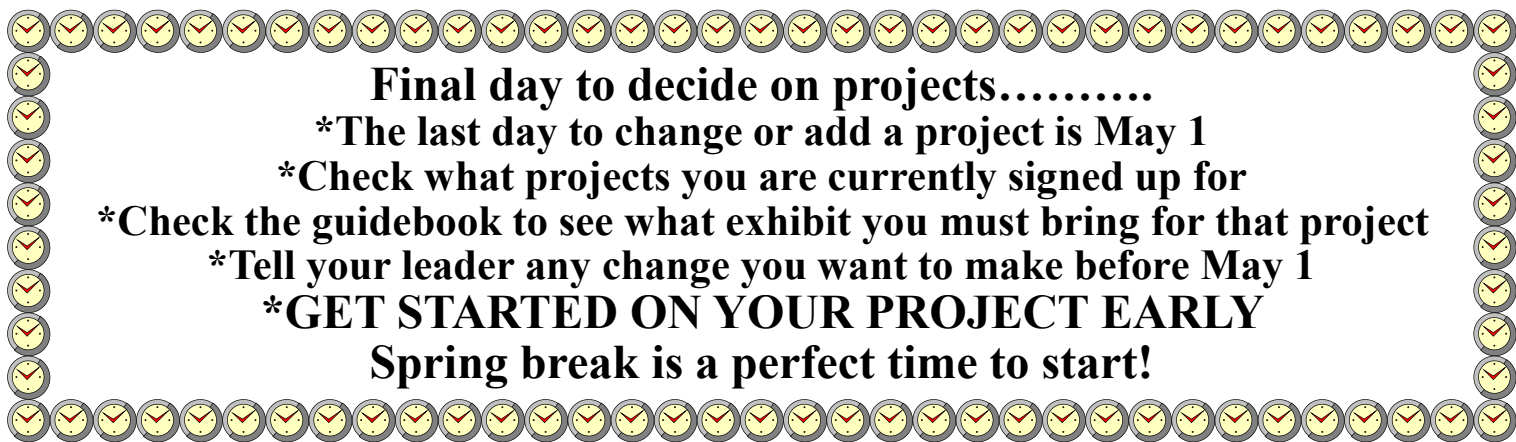 Final day to decide on projects……….
*The last day to change or add a project is May 1
*Check what projects you are currently signed up for
*Check the guidebook to see what exhibit you must bring for that project
*Tell your leader any change you want to make before May 1
*GET STARTED ON YOUR PROJECT EARLY
Spring break is a perfect time to start!